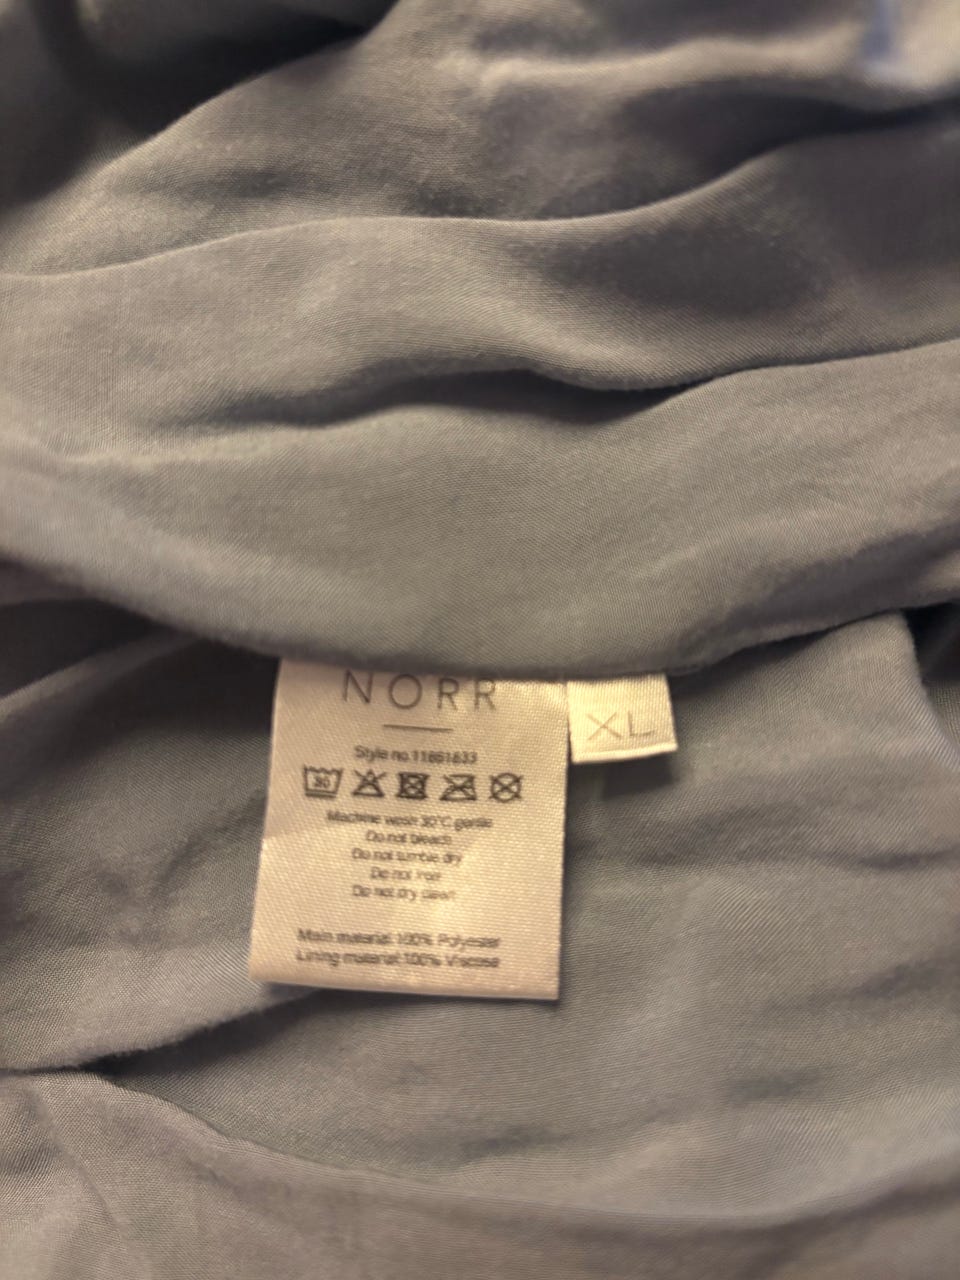 NORR
XL
Style no.11861633
30
Machine wash 30°C gentle
Do not bleach
Do not tumble dry
Do not iron
Do not dry clean
Main material:100% Polyester
Lining material:100% Viscose